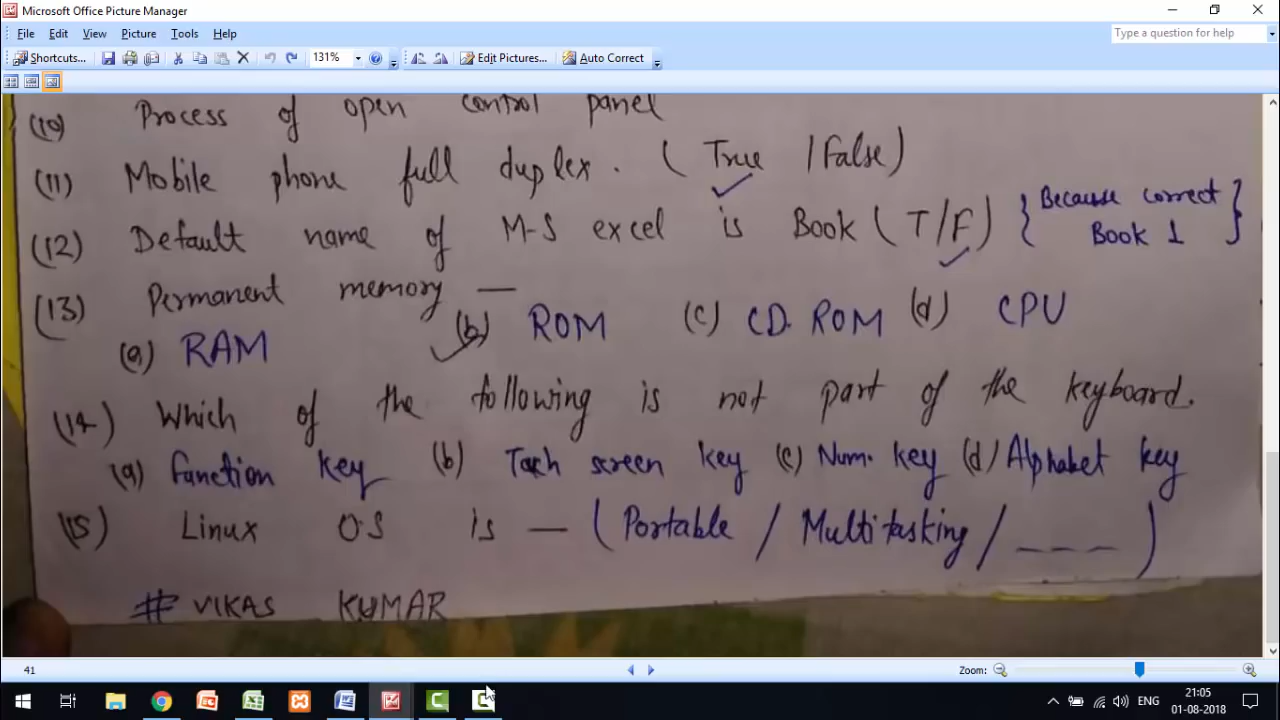 Microsoft Office Picture Manager
File Edit View Picture Tools Help
Type a question for help
Shortcuts... 131% Edit Pictures... Auto Correct
(10) Process of open control panel
(11) Mobile phone full duplex. ( True / False )
(12) Default name of M-S excel is Book ( T/F ) { Because correct
Book 1 }
(13) Permanent memory —
(a) RAM (b) ROM (c) CD. ROM (d) CPU
(14) Which of the following is not part of the keyboard.
(a) function key (b) Toch screen key (c) Num. key (d) Alphabet key
(15) Linux O.S is — ( Portable / Multitasking / _ _ _ _ )
# VIKAS KUMAR
41 Zoom:
ENG 21:05
01-08-2018